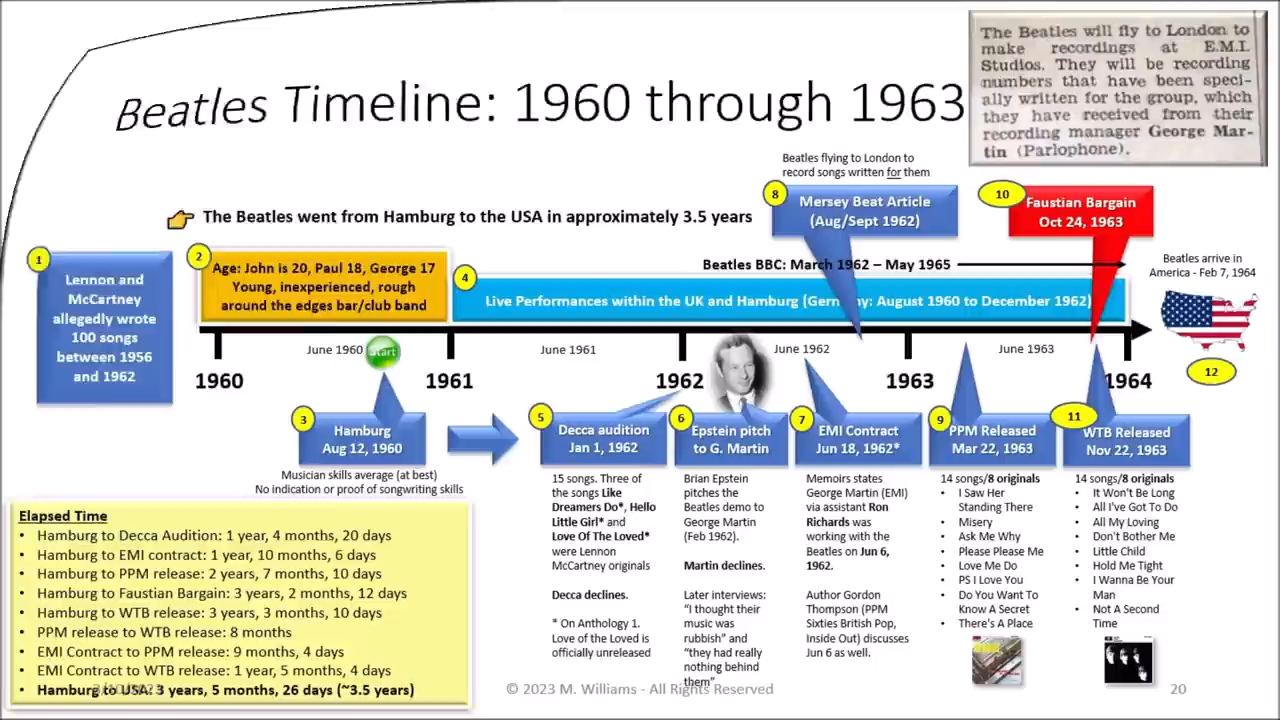 The Beatles will fly to London to
make recordings at E.M.I.
Studios. They will be recording
numbers that have been speci-
ally written for the group, which
they have received from their
recording manager George Mar-
tin (Parlophone).
Beatles Timeline: 1960 through 1963
Beatles flying to London to
record songs written for them
8
Mersey Beat Article
(Aug/Sept 1962)
10
Faustian Bargain
Oct 24, 1963
The Beatles went from Hamburg to the USA in approximately 3.5 years
1
Lennon and
McCartney
allegedly wrote
100 songs
between 1956
and 1962
2
Age: John is 20, Paul 18, George 17
Young, inexperienced, rough
around the edges bar/club band
4
Beatles BBC: March 1962 – May 1965
Live Performances within the UK and Hamburg (Germany: August 1960 to December 1962)
Beatles arrive in
America - Feb 7, 1964
12
June 1960
Start
June 1961
June 1962
June 1963
1960
1961
1962
1963
1964
3
Hamburg
Aug 12, 1960
Musician skills average (at best)
No indication or proof of songwriting skills
5
Decca audition
Jan 1, 1962
15 songs. Three of
the songs Like
Dreamers Do*, Hello
Little Girl* and
Love Of The Loved*
were Lennon
McCartney originals
Decca declines.
* On Anthology 1.
Love of the Loved is
officially unreleased
6
Epstein pitch
to G. Martin
Brian Epstein
pitches the
Beatles demo to
George Martin
(Feb 1962).
Martin declines.
Later interviews:
“I thought their
music was
rubbish” and
“they had really
nothing behind
them”
7
EMI Contract
Jun 18, 1962*
Memoirs states
George Martin (EMI)
via assistant Ron
Richards was
working with the
Beatles on Jun 6,
1962.
Author Gordon
Thompson (PPM
Sixties British Pop,
Inside Out) discusses
Jun 6 as well.
9
PPM Released
Mar 22, 1963
14 songs/8 originals
• I Saw Her
Standing There
• Misery
• Ask Me Why
• Please Please Me
• Love Me Do
• PS I Love You
• Do You Want To
Know A Secret
• There's A Place
11
WTB Released
Nov 22, 1963
14 songs/8 originals
• It Won't Be Long
• All I've Got To Do
• All My Loving
• Don't Bother Me
• Little Child
• Hold Me Tight
• I Wanna Be Your
Man
• Not A Second
Time
Elapsed Time
• Hamburg to Decca Audition: 1 year, 4 months, 20 days
• Hamburg to EMI contract: 1 year, 10 months, 6 days
• Hamburg to PPM release: 2 years, 7 months, 10 days
• Hamburg to Faustian Bargain: 3 years, 2 months, 12 days
• Hamburg to WTB release: 3 years, 3 months, 10 days
• PPM release to WTB release: 8 months
• EMI Contract to PPM release: 9 months, 4 days
• EMI Contract to WTB release: 1 year, 5 months, 4 days
• Hamburg to USA: 3 years, 5 months, 26 days (~3.5 years)
© 2023 M. Williams - All Rights Reserved
20